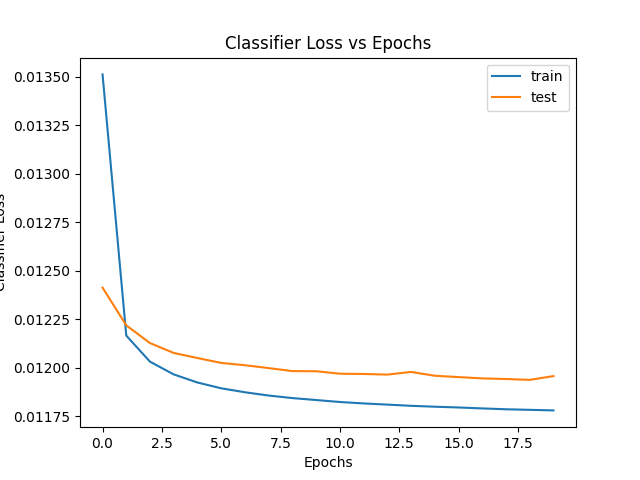 Classifier Loss vs Epochs
train
test
0.01350
0.01325
0.01300
0.01275
0.01250
0.01225
0.01200
0.01175
Classifier Loss
0.0 2.5 5.0 7.5 10.0 12.5 15.0 17.5
Epochs